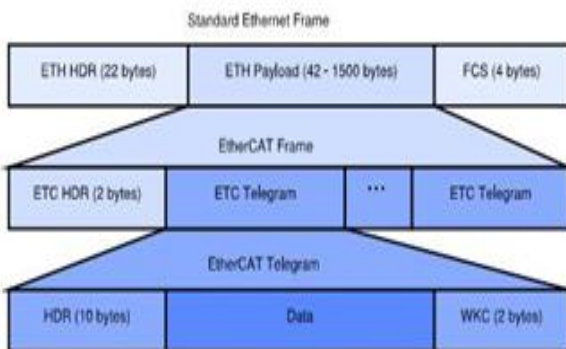 Standard Ethernet Frame
ETH HDR (22 bytes) ETH Payload (42 - 1500 bytes) FCS (4 bytes)
EtherCAT Frame
ETC HDR (2 bytes) ETC Telegram ... ETC Telegram
EtherCAT Telegram
HDR (10 bytes) Data WKC (2 bytes)